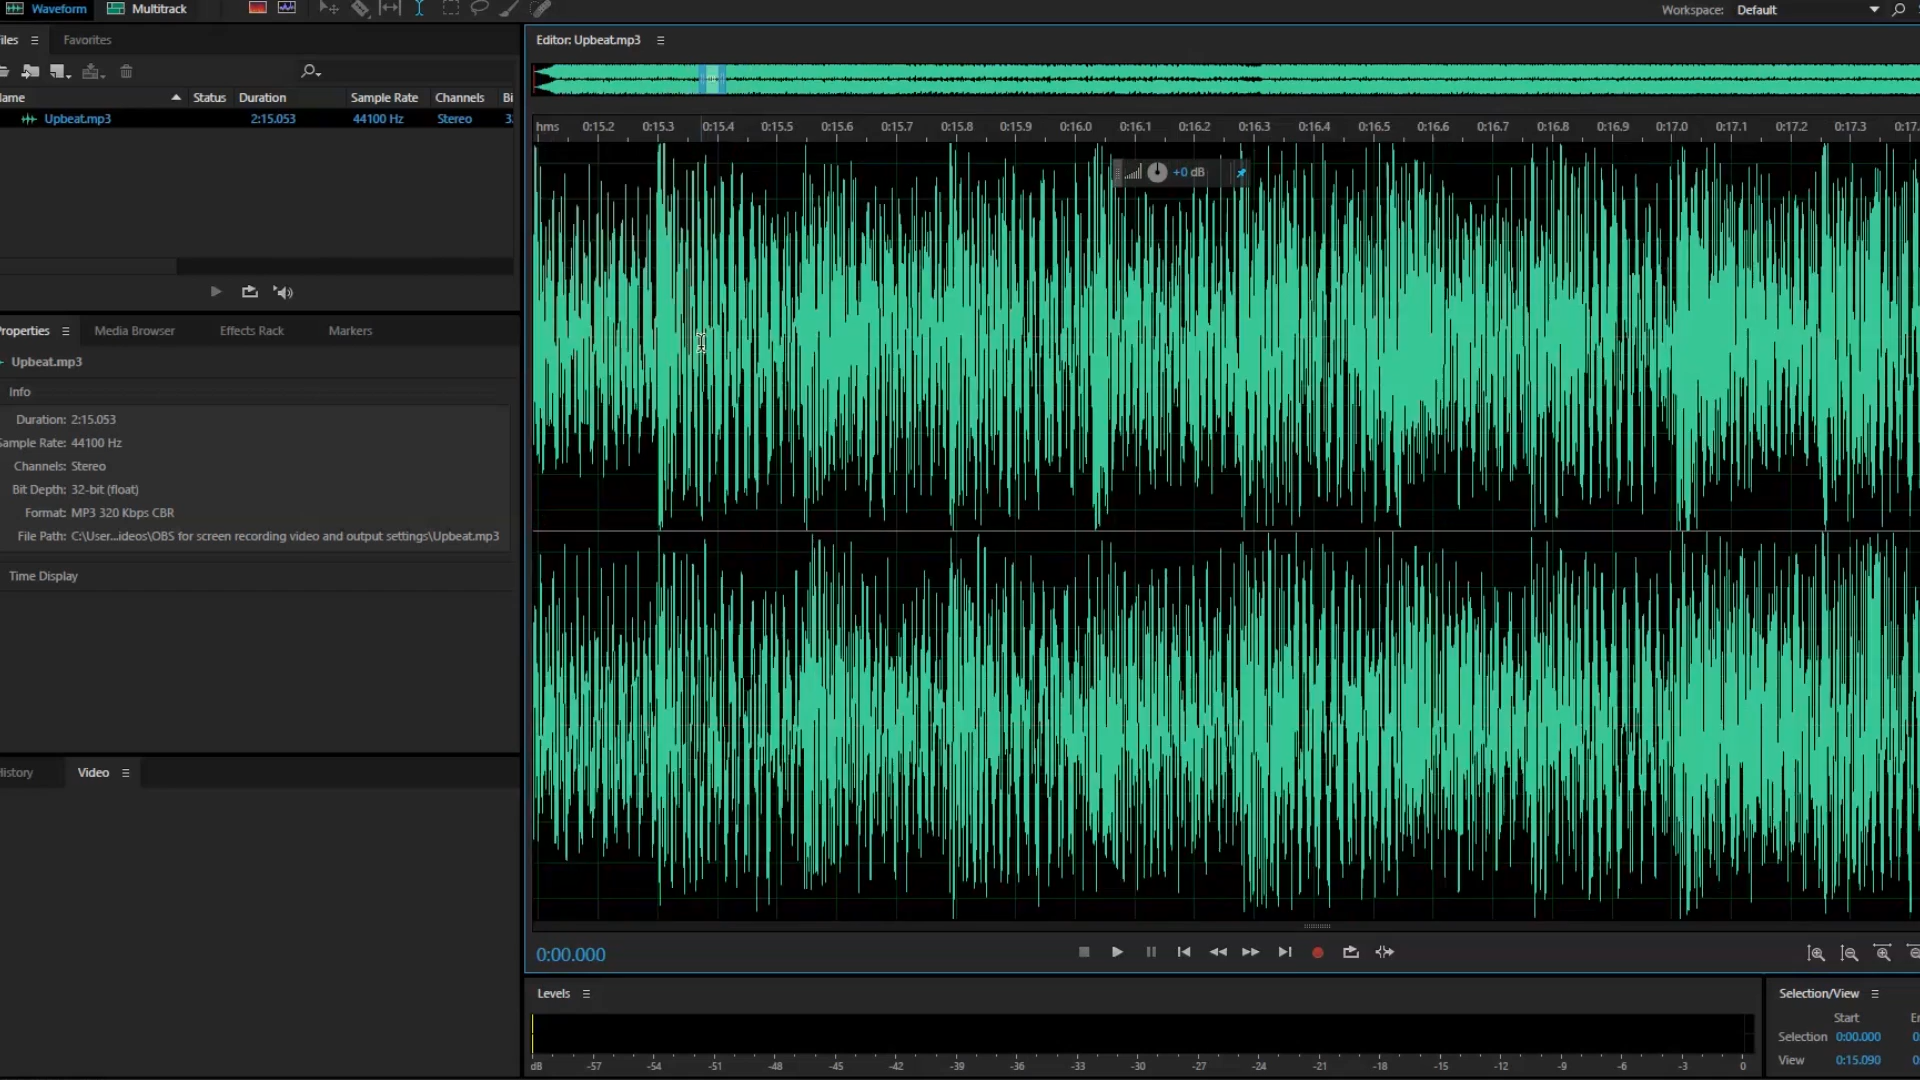 Waveform Multitrack Workspace: Default
iles Favorites Editor: Upbeat.mp3
ame Status Duration Sample Rate Channels Bi
Upbeat.mp3 2:15.053 44100 Hz Stereo 3
hms 0:15.2 0:15.3 0:15.4 0:15.5 0:15.6 0:15.7 0:15.8 0:15.9 0:16.0 0:16.1 0:16.2 0:16.3 0:16.4 0:16.5 0:16.6 0:16.7 0:16.8 0:16.9 0:17.0 0:17.1 0:17.2 0:17.3 0:17.
+0 dB
roperties Media Browser Effects Rack Markers
Upbeat.mp3
Info
Duration: 2:15.053
Sample Rate: 44100 Hz
Channels: Stereo
Bit Depth: 32-bit (float)
Format: MP3 320 Kbps CBR
File Path: C:\User...ideos\OBS for screen recording video and output settings\Upbeat.mp3
Time Display
History Video
0:00.000
Levels
dB -57 -54 -51 -48 -45 -42 -39 -36 -33 -30 -27 -24 -21 -18 -15 -12 -9 -6 -3 0
Selection/View
Start En
Selection 0:00.000 0
View 0:15.090 0